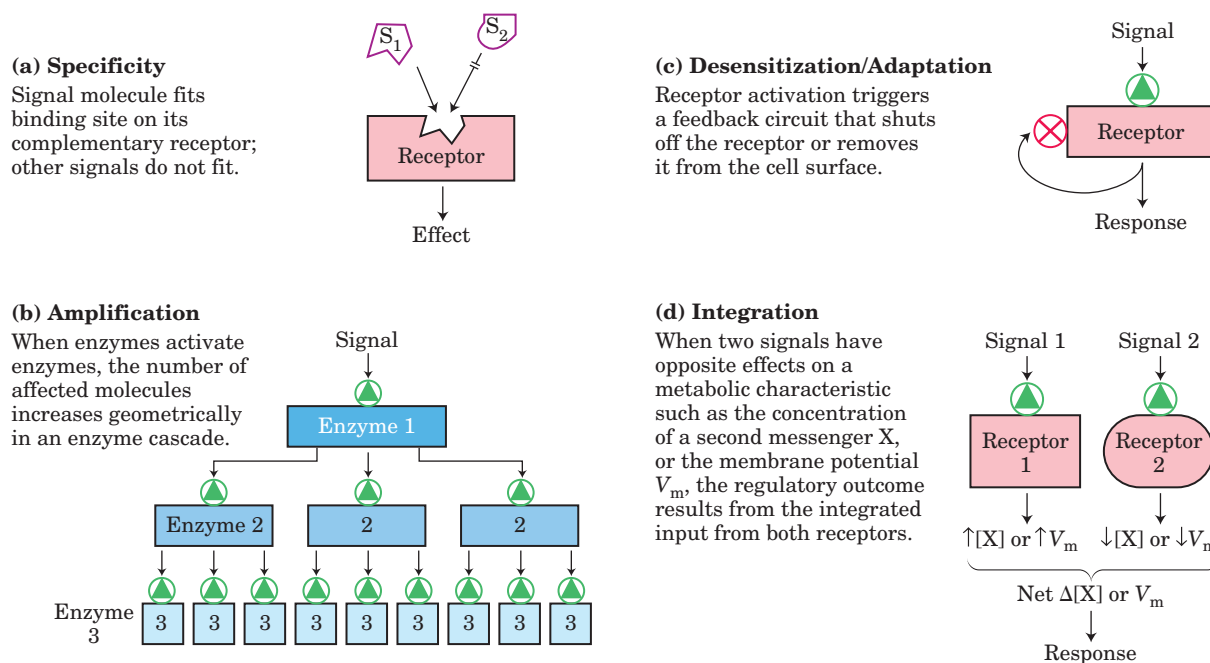 (a) Specificity
Signal molecule fits
binding site on its
complementary receptor;
other signals do not fit.
S1
S2
Receptor
Effect
(b) Amplification
When enzymes activate
enzymes, the number of
affected molecules
increases geometrically
in an enzyme cascade.
Signal
Enzyme 1
Enzyme 2
2
2
Enzyme
3
3 3 3 3 3 3 3 3 3
(c) Desensitization/Adaptation
Receptor activation triggers
a feedback circuit that shuts
off the receptor or removes
it from the cell surface.
Signal
Receptor
Response
(d) Integration
When two signals have
opposite effects on a
metabolic characteristic
such as the concentration
of a second messenger X,
or the membrane potential
Vm, the regulatory outcome
results from the integrated
input from both receptors.
Signal 1
Signal 2
Receptor
1
Receptor
2
↑[X] or ↑Vm
↓[X] or ↓Vm
Net Δ[X] or Vm
Response